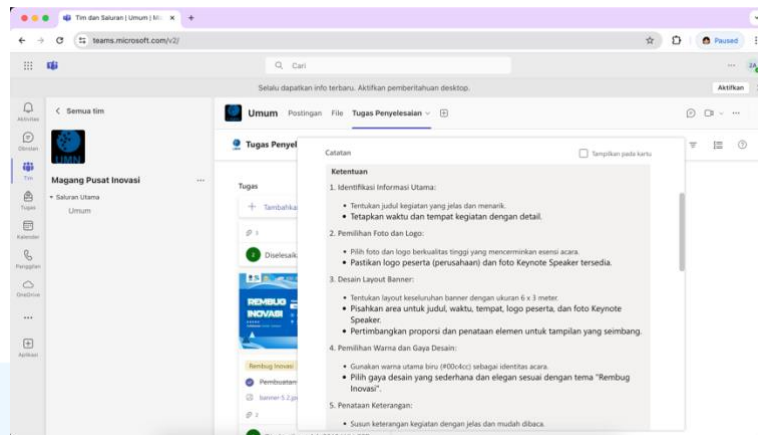 Tim dan Saluran | Umum | Mi
teams.microsoft.com/v2/
Paused
Cari
Selalu dapatkan info terbaru. Aktifkan pemberitahuan desktop.
Aktifkan
Aktivitas
Obrolan
Tim
Tugas
Kalender
Panggilan
OneDrive
Aplikasi
Semua tim
UMN
Magang Pusat Inovasi
Saluran Utama
Umum
Umum Postingan File Tugas Penyelesaian
Tugas Penyel
Tugas
Tambahka
Diselesaik
REMBUG
INOVASI
Rembug Inovasi
Pembuatan
2
Catatan
Tampilkan pada kartu
Ketentuan
1. Identifikasi Informasi Utama:
Tentukan judul kegiatan yang jelas dan menarik.
Tetapkan waktu dan tempat kegiatan dengan detail.
2. Pemilihan Foto dan Logo:
Pilih foto dan logo berkualitas tinggi yang mencerminkan esensi acara.
Pastikan logo peserta (perusahaan) dan foto Keynote Speaker tersedia.
3. Desain Layout Banner:
Tentukan layout keseluruhan banner dengan ukuran 6 x 3 meter.
Pisahkan area untuk judul, waktu, tempat, logo peserta, dan foto Keynote
Speaker.
Pertimbangkan proporsi dan penataan elemen untuk tampilan yang seimbang.
4. Pemilihan Warna dan Gaya Desain:
Gunakan warna utama biru (#00c4cc) sebagai identitas acara.
Pilih gaya desain yang sederhana dan elegan sesuai dengan tema "Rembug
Inovasi".
5. Penataan Keterangan:
Susun keterangan kegiatan dengan jelas dan mudah dibaca.